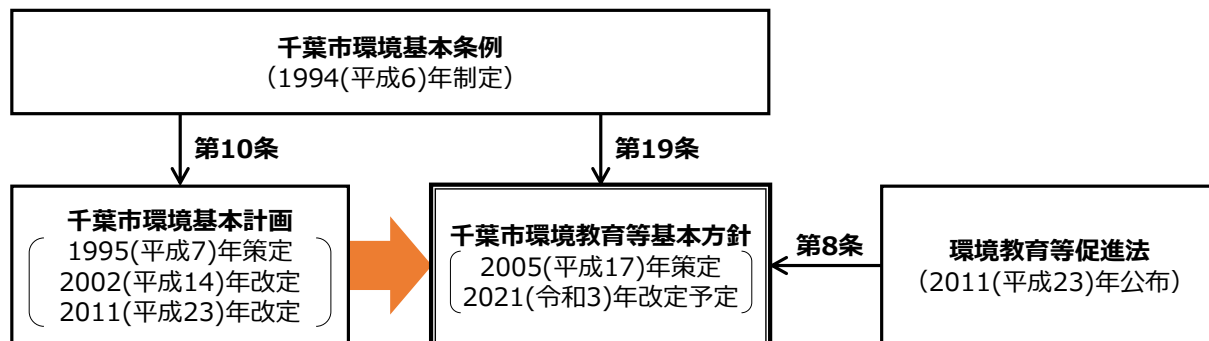 千葉市環境基本条例
（1994(平成6)年制定）
第10条
第19条
千葉市環境基本計画
1995(平成7)年策定
2002(平成14)年改定
2011(平成23)年改定
千葉市環境教育等基本方針
2005(平成17)年策定
2021(令和3)年改定予定
第8条
環境教育等促進法
（2011(平成23)年公布）